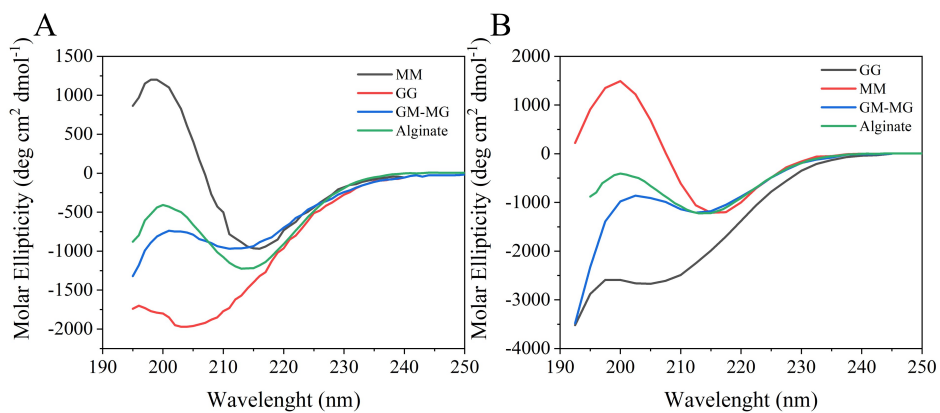 A
Molar Ellipticity (deg cm² dmol⁻¹)
1500
1000
500
0
-500
-1000
-1500
-2000
MM
GG
GM-MG
Alginate
190 200 210 220 230 240 250
Wavelenght (nm)
B
Molar Ellipticity (deg cm² dmol⁻¹)
2000
1000
0
-1000
-2000
-3000
-4000
GG
MM
GM-MG
Alginate
190 200 210 220 230 240 250
Wavelenght (nm)